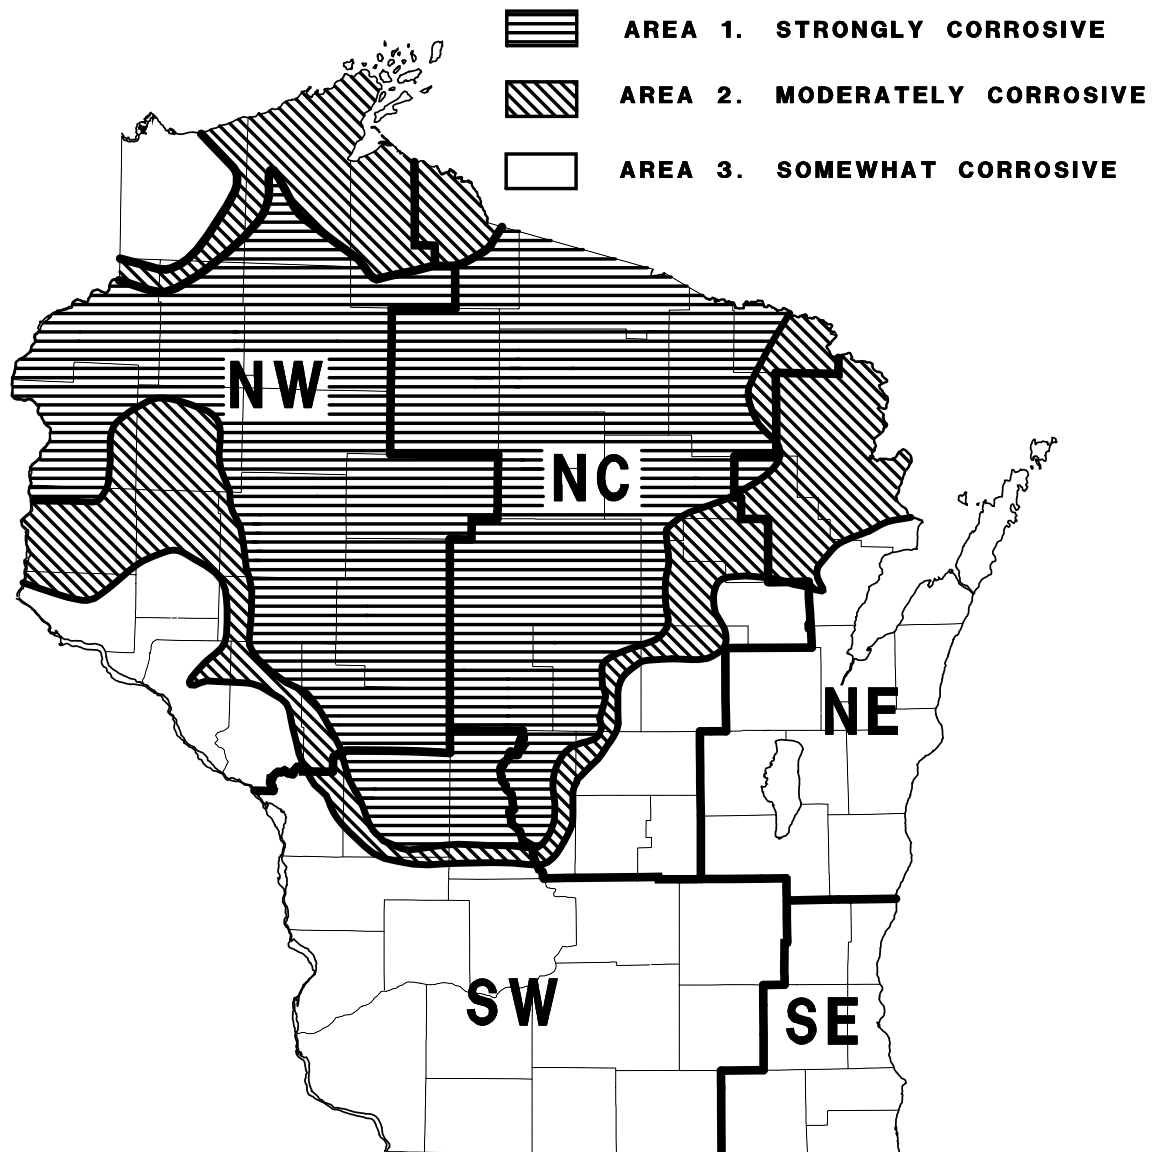 AREA 1. STRONGLY CORROSIVE
AREA 2. MODERATELY CORROSIVE
AREA 3. SOMEWHAT CORROSIVE
NW
NC
NE
SW
SE